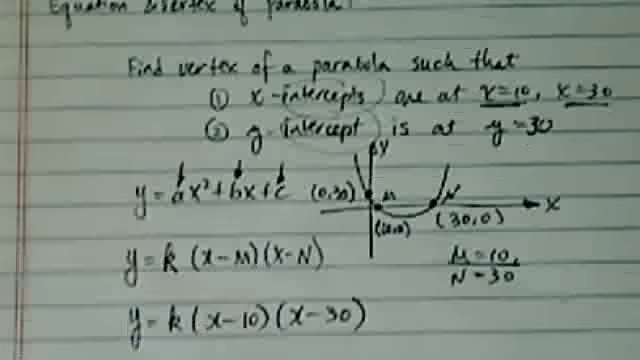 Equation & vertex of parabola:
Find vertex of a parabola such that
(1) x-intercepts are at x=10, x=30
(2) y-intercept is at y=30
y
y = ax²+bx+c (0,30) M N x
(10,0) (30,0)
y = k (x-M)(x-N) M=10,
N=30
y = k (x-10)(x-30)